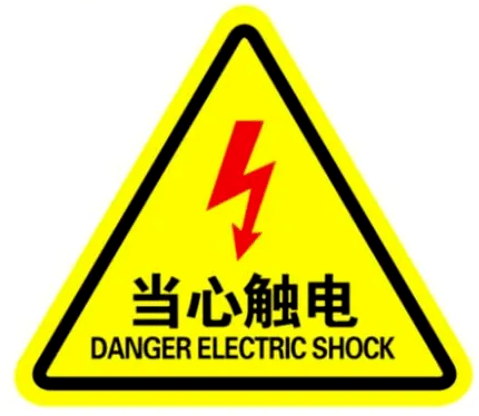 当心触电
DANGER ELECTRIC SHOCK